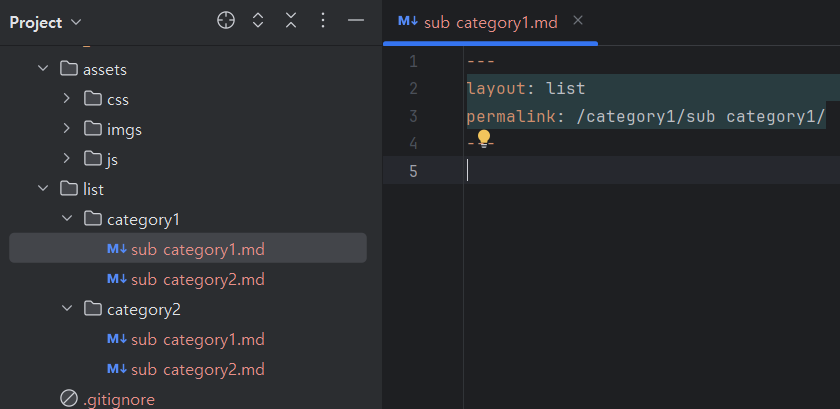 Project
assets
css
imgs
js
list
category1
M↓ sub category1.md
M↓ sub category2.md
category2
M↓ sub category1.md
M↓ sub category2.md
.gitignore
M↓ sub category1.md
1 ---
2 layout: list
3 permalink: /category1/sub category1/
4 ---
5